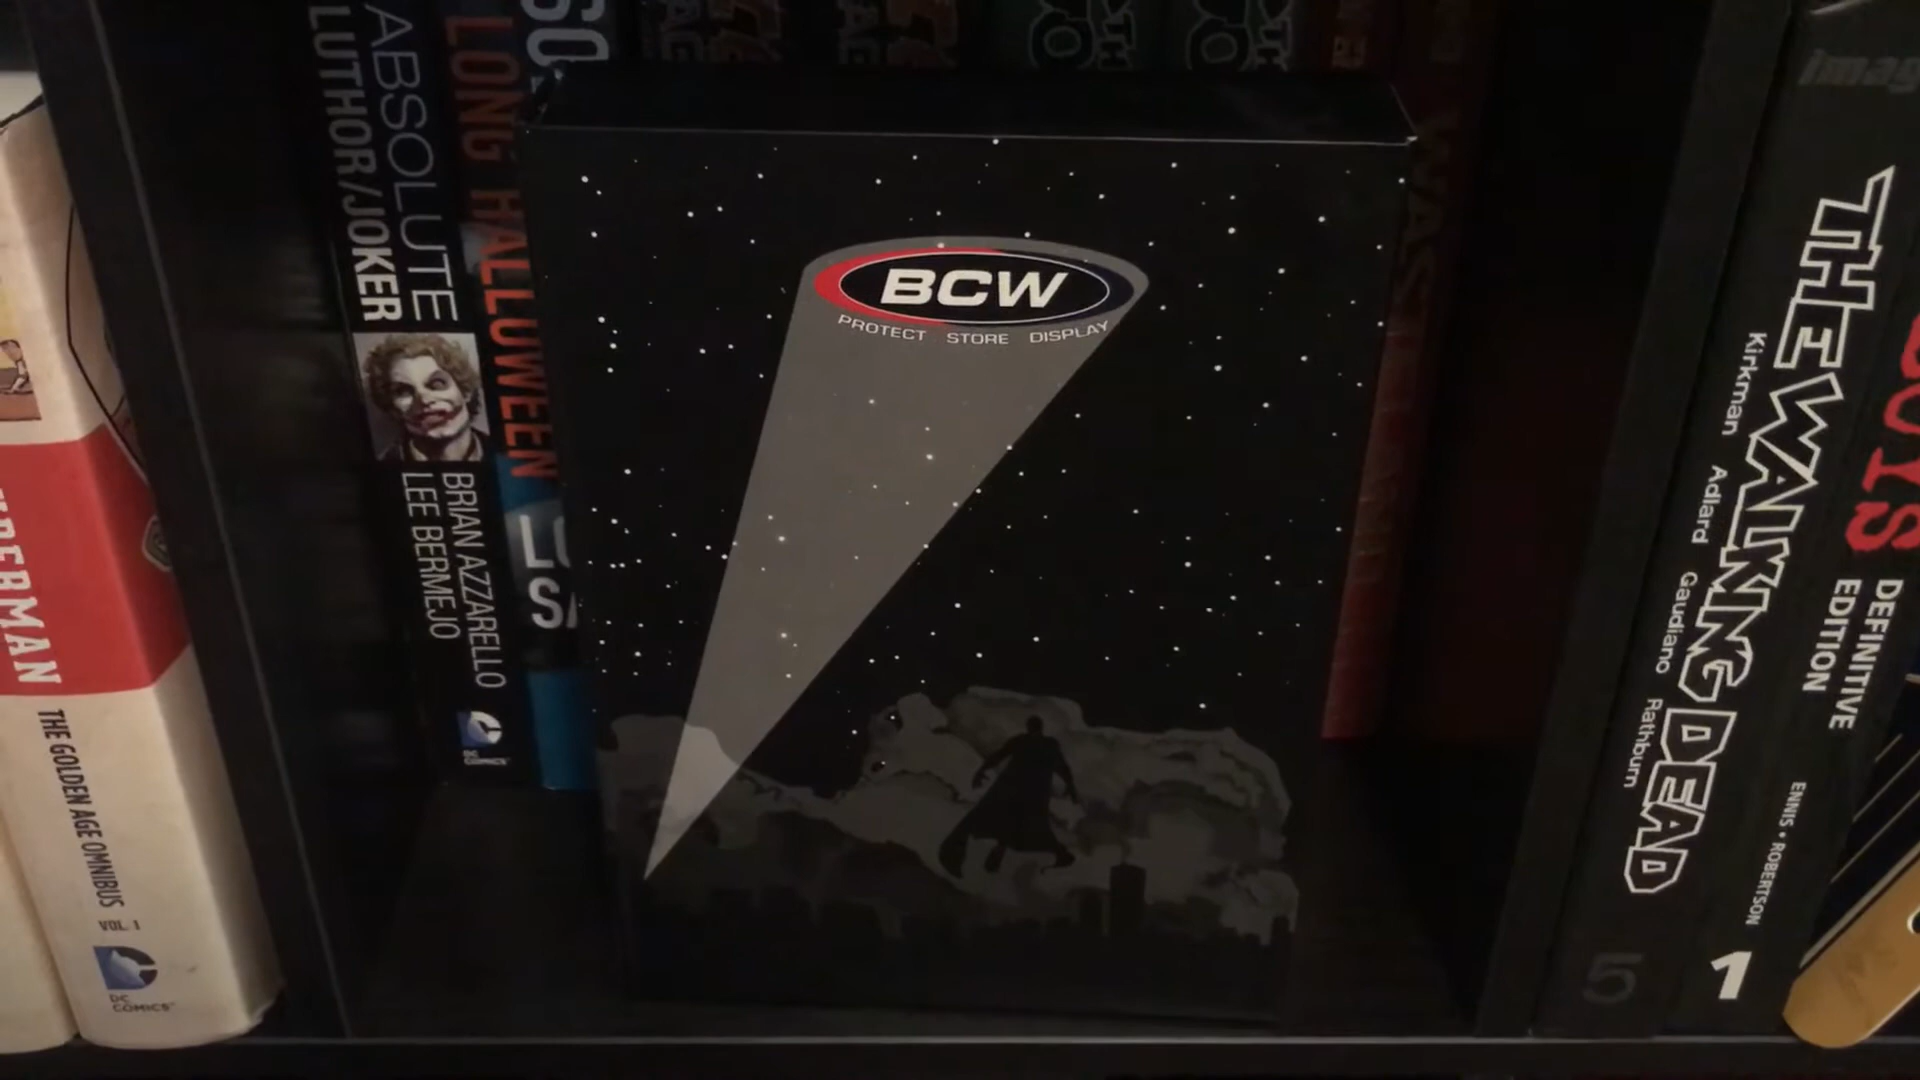 ABSOLUTE
LUTHOR/JOKER
BRIAN AZZARELLO
LEE BERMEJO
DC
COMICS
LONG HALLOWEEN
BCW
PROTECT STORE DISPLAY
THE GOLDEN AGE OMNIBUS
VOL. 1
DC
COMICS
THE WALKING DEAD
Kirkman Adlard Gaudiano Rathburn
5
DEFINITIVE
EDITION
ENNIS • ROBERTSON
1